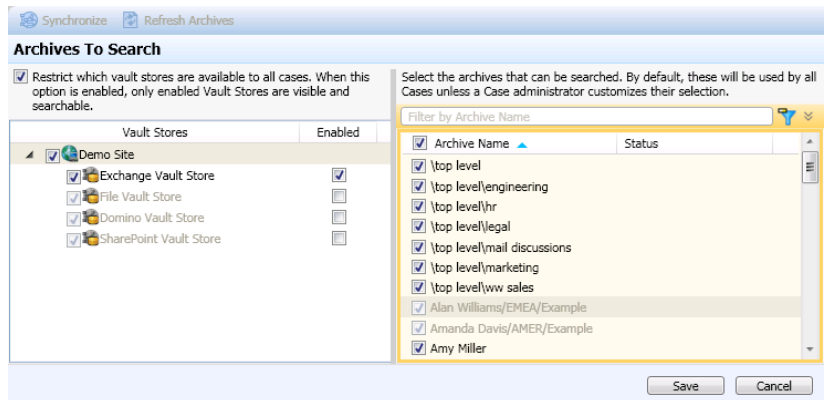 Synchronize Refresh Archives
Archives To Search
Restrict which vault stores are available to all cases. When this
option is enabled, only enabled Vault Stores are visible and
searchable.
Vault Stores Enabled
Demo Site
Exchange Vault Store
File Vault Store
Domino Vault Store
SharePoint Vault Store
Select the archives that can be searched. By default, these will be used by all
Cases unless a Case administrator customizes their selection.
Filter by Archive Name
Archive Name Status
\top level
\top level\engineering
\top level\hr
\top level\legal
\top level\mail discussions
\top level\marketing
\top level\ww sales
Alan Williams/EMEA/Example
Amanda Davis/AMER/Example
Amy Miller
Save Cancel